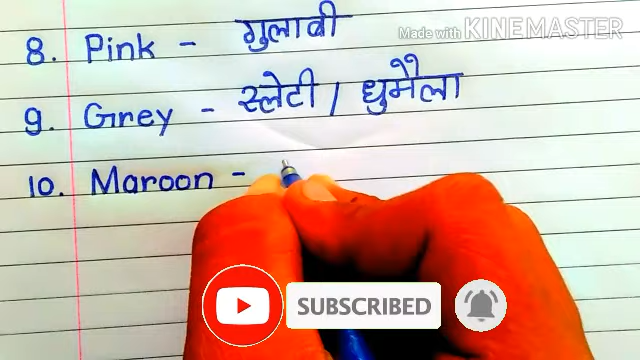 Made with KINEMASTER
8. Pink - गुलाबी
9. Grey - स्लेटी / धुमैला
10. Maroon -
SUBSCRIBED